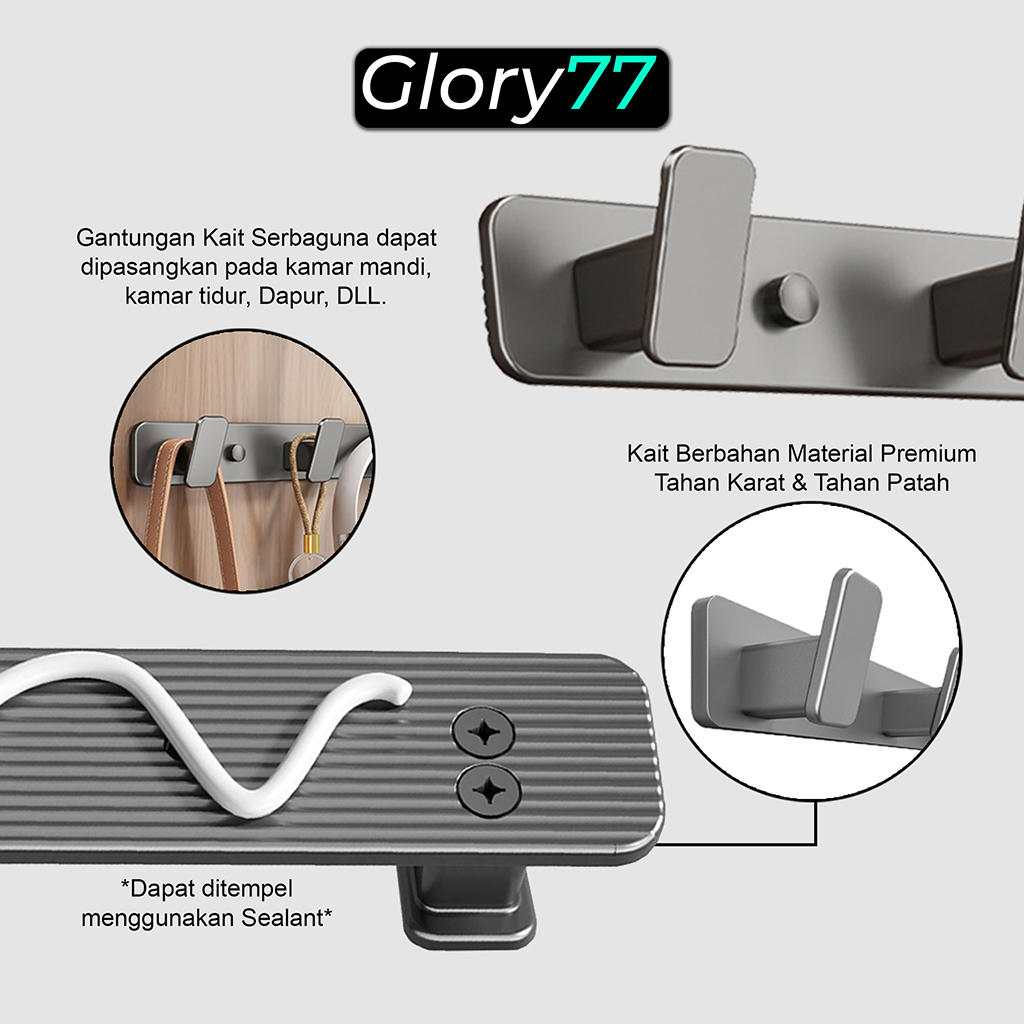 Glory77
Gantungan Kait Serbaguna dapat
dipasangkan pada kamar mandi,
kamar tidur, Dapur, DLL.
Kait Berbahan Material Premium
Tahan Karat & Tahan Patah
*Dapat ditempel
menggunakan Sealant*